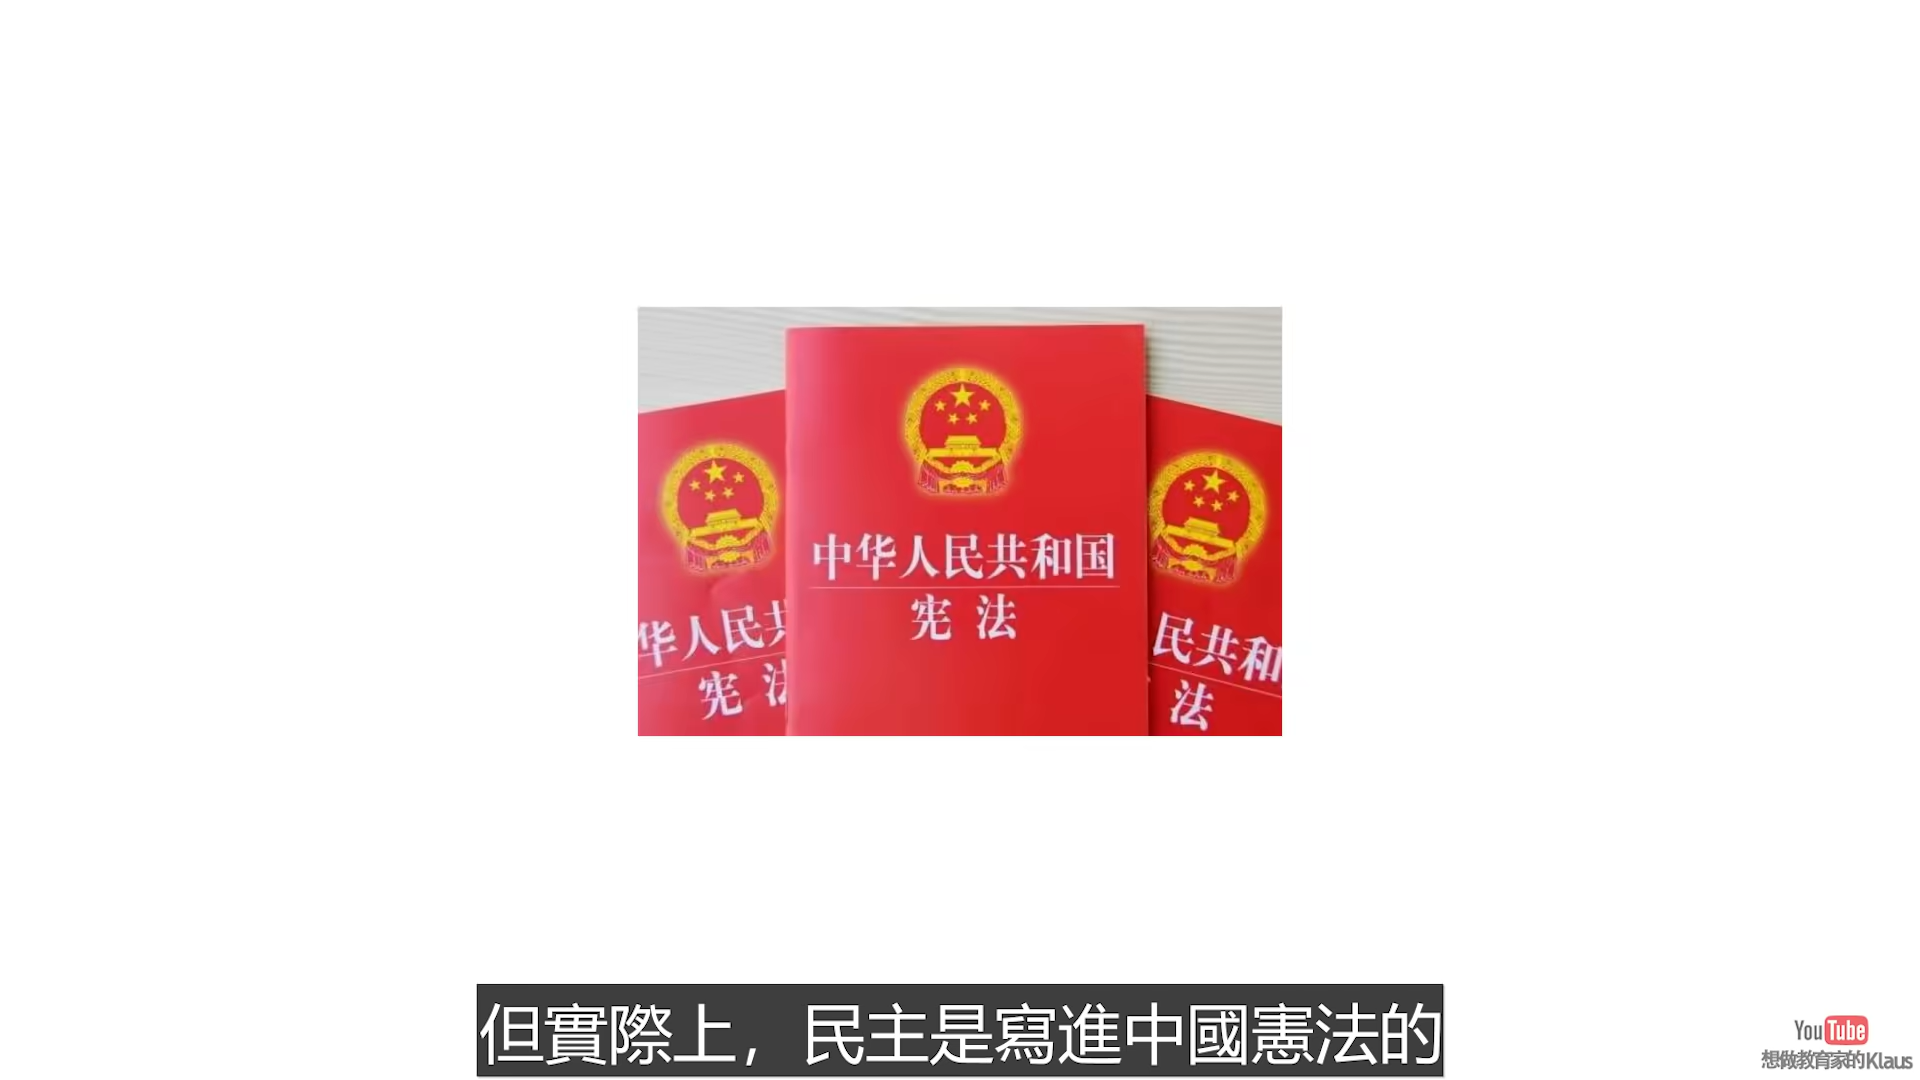 中华人民共和国
宪法
华人民共
宪法
民共和
法
但實際上，民主是寫進中國憲法的
YouTube
想做教育家的Klaus